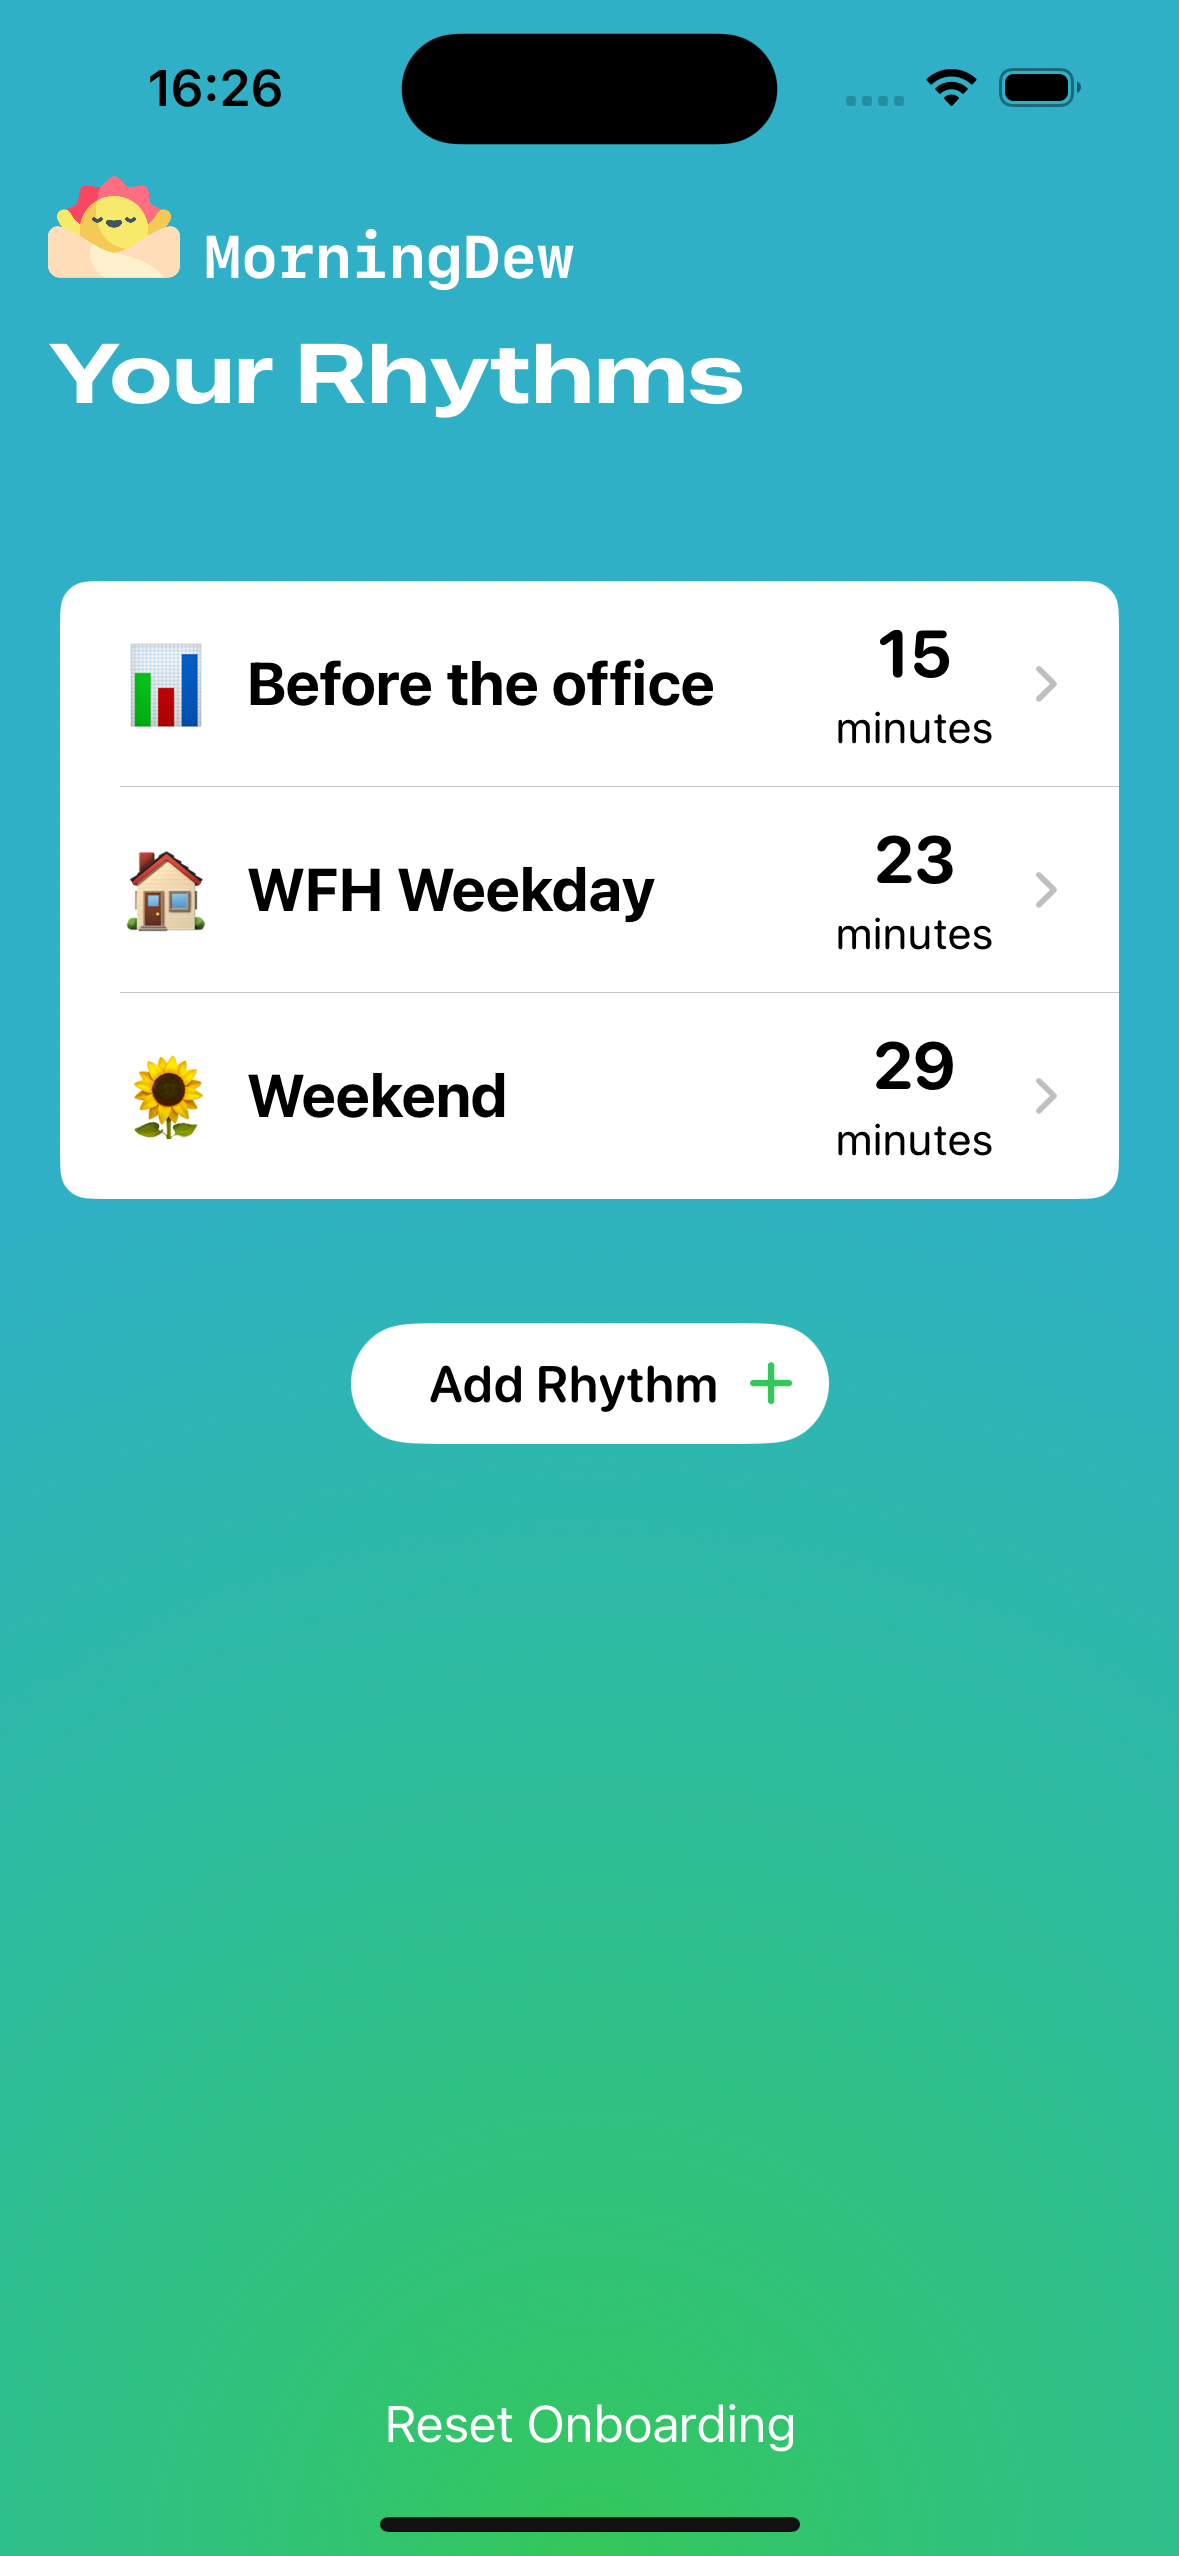 16:26
MorningDew
Your Rhythms
Before the office
15
minutes
WFH Weekday
23
minutes
Weekend
29
minutes
Add Rhythm
Reset Onboarding